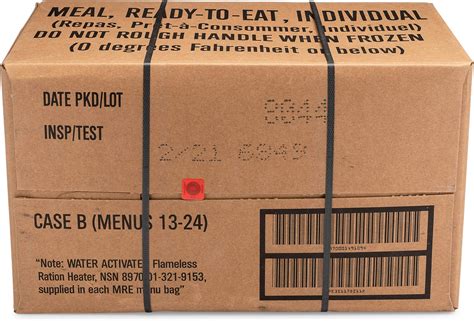 MEAL, READY-TO-EAT, INDIVIDUAL
(Repas, Prêt-à-Consommer, Individuel)
DO NOT ROUGH HANDLE WHEN FROZEN
(0 degrees Fahrenheit or below)
DATE PKD/LOT
INSP/TEST 2/21
CASE B (MENUS 13-24)
"Note: WATER ACTIVATED Flameless
Ration Heater, NSN 8970-01-321-9153,
supplied in each MRE menu bag"